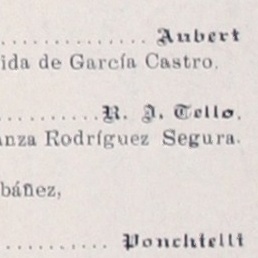 ............... Aubert
ida de García Castro.
..........R. J. Tello.
anza Rodríguez Segura.
báñez,
.......... Ponchielli